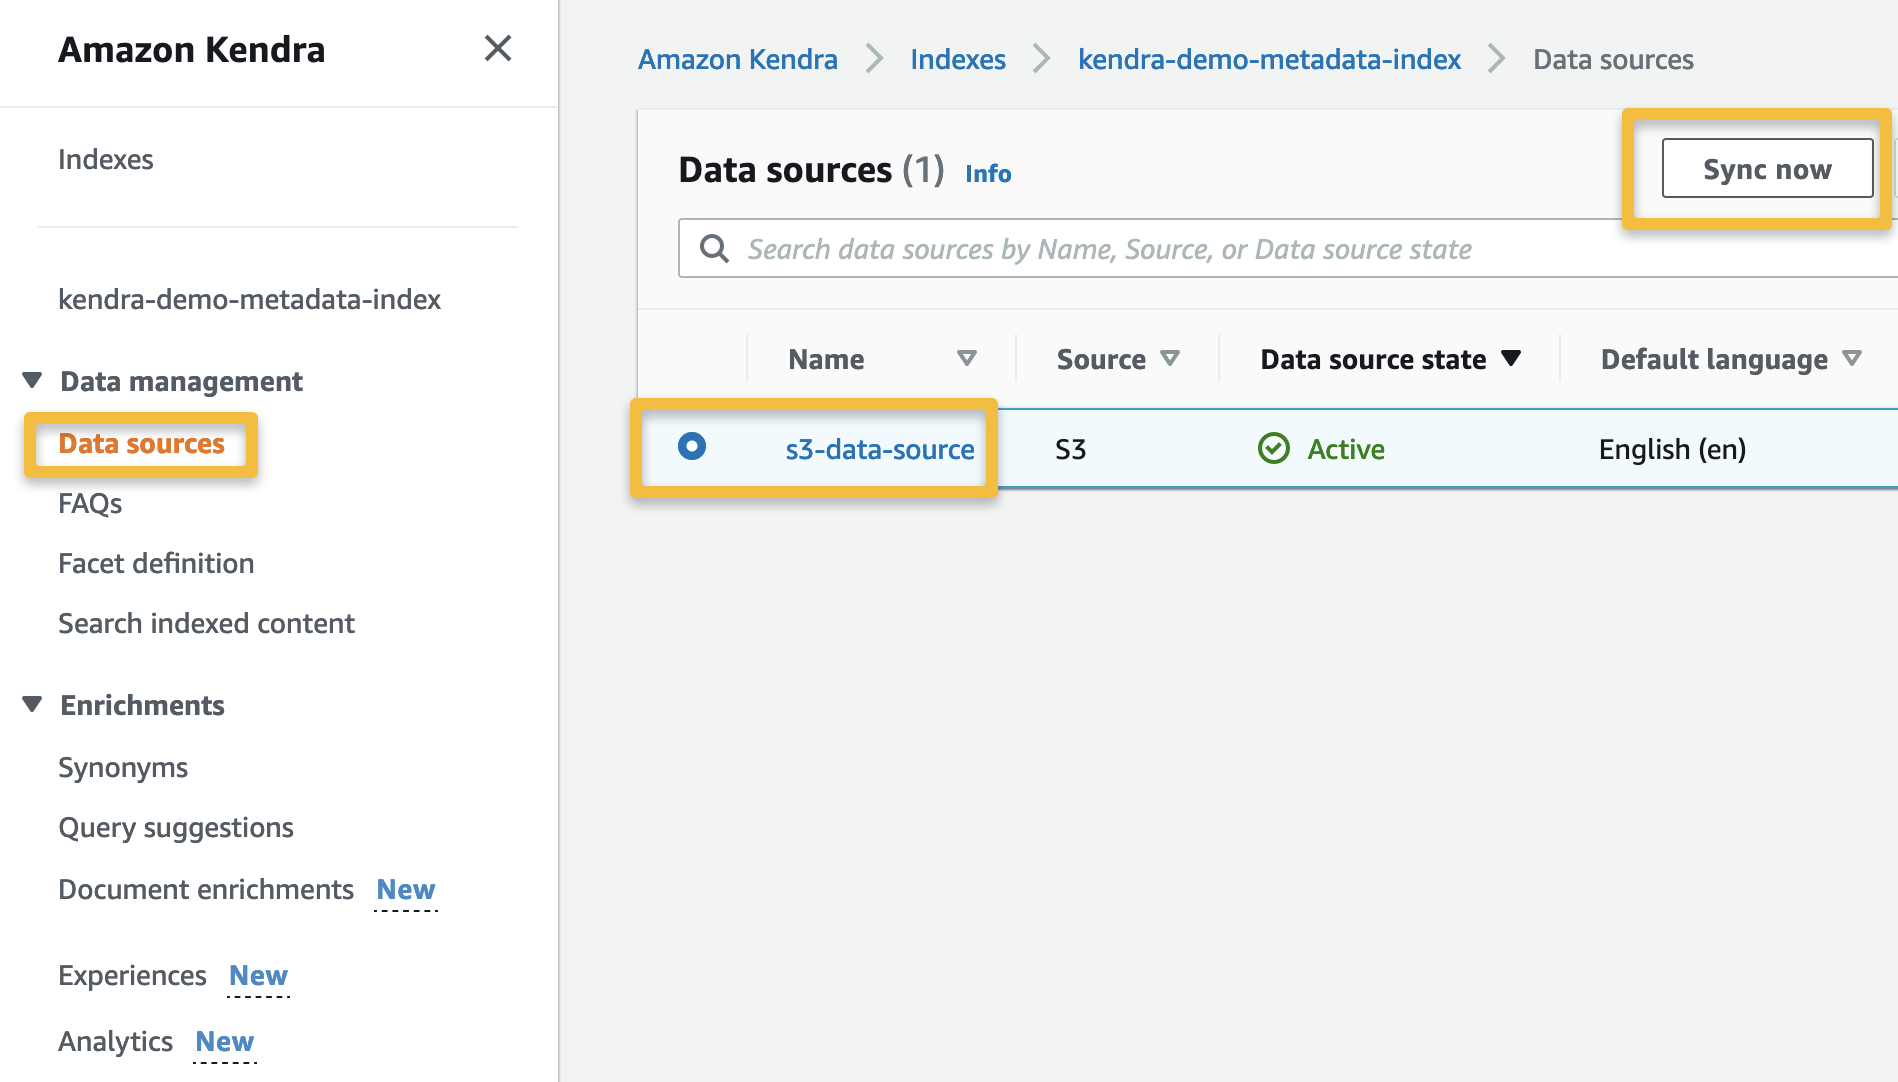 Amazon Kendra
Indexes
kendra-demo-metadata-index
Data management
Data sources
FAQs
Facet definition
Search indexed content
Enrichments
Synonyms
Query suggestions
Document enrichments New
Experiences New
Analytics New
Amazon Kendra Indexes kendra-demo-metadata-index Data sources
Data sources (1) Info
Sync now
Search data sources by Name, Source, or Data source state
Name Source Data source state Default language
s3-data-source S3 Active English (en)